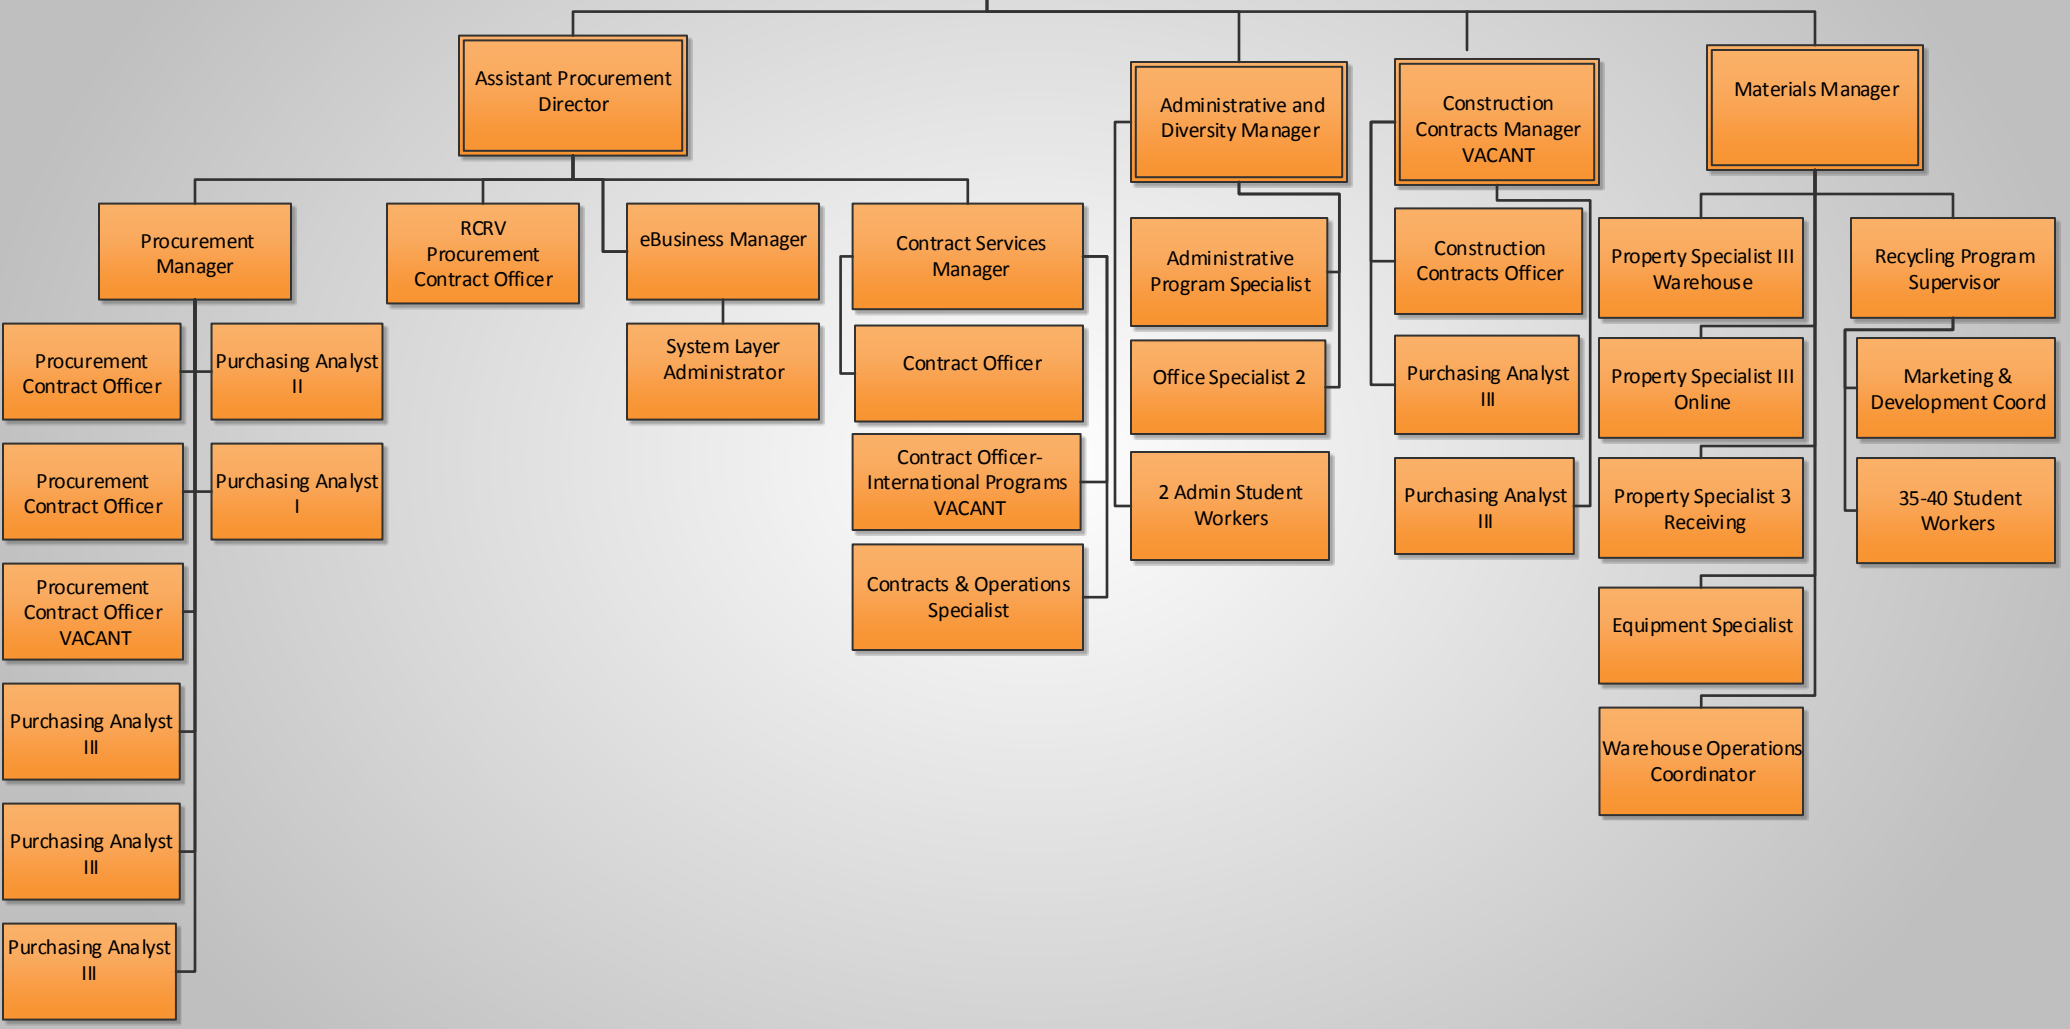 Assistant Procurement
Director
Administrative and
Diversity Manager
Construction
Contracts Manager
VACANT
Materials Manager
Procurement
Manager
RCRV
Procurement
Contract Officer
eBusiness Manager
Contract Services
Manager
Administrative
Program Specialist
Construction
Contracts Officer
Property Specialist III
Warehouse
Recycling Program
Supervisor
Procurement
Contract Officer
Purchasing Analyst
II
System Layer
Administrator
Contract Officer
Office Specialist 2
Purchasing Analyst
III
Property Specialist III
Online
Marketing &
Development Coord
Procurement
Contract Officer
Purchasing Analyst
I
Contract Officer-
International Programs
VACANT
2 Admin Student
Workers
Purchasing Analyst
III
Property Specialist 3
Receiving
35-40 Student
Workers
Procurement
Contract Officer
VACANT
Contracts & Operations
Specialist
Equipment Specialist
Purchasing Analyst
III
Warehouse Operations
Coordinator
Purchasing Analyst
III
Purchasing Analyst
III